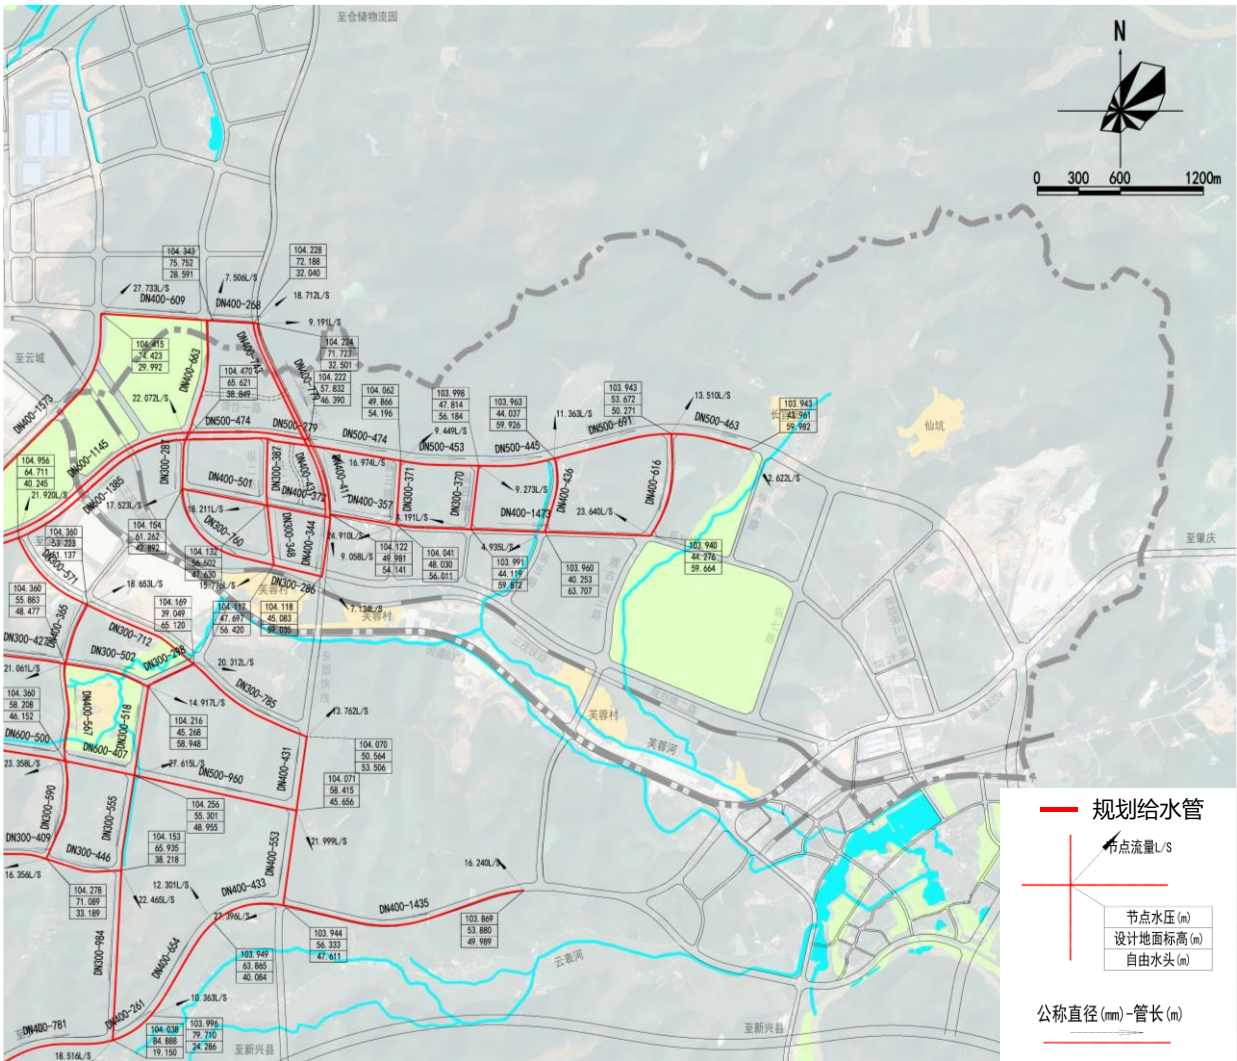 至仓储物流园
N
0 300 600 1200m
104.343
75.752
28.591
104.228
72.188
32.040
7.506L/S
27.733L/S
DN400-609
DN400-268
18.712L/S
9.191L/S
至云城
104.415
74.423
29.992
DN400-663
DN400-743
104.470
65.621
38.849
DN400-779
104.224
71.723
32.501
104.222
57.832
46.390
104.062
49.866
54.196
103.998
47.814
56.184
103.963
44.037
59.926
103.943
53.672
50.271
13.510L/S
103.943
43.961
59.982
仙坑
DN400-1573
22.072L/S
DN500-474
DN500-279
DN500-474
9.449L/S
DN500-453
11.363L/S
DN500-445
DN500-691
DN500-463
104.956
64.711
40.245
21.920L/S
DN600-1145
DN600-1385
DN300-387
DN400-501
16.974L/S
DN400-411
DN400-372
DN400-357
DN300-371
DN300-370
9.273L/S
DN400-436
DN400-1473
DN400-616
2.622L/S
17.523L/S
18.211L/S
DN300-760
DN300-348
DN400-344
24.910L/S
4.191L/S
23.640L/S
104.154
61.262
42.892
9.058L/S
4.935L/S
至肇庆
104.360
53.223
51.137
104.132
56.602
47.630
104.122
49.981
54.141
104.041
48.030
56.011
103.991
44.119
59.872
103.960
40.253
63.707
103.940
44.276
59.664
DN300-571
18.653L/S
DN300-286
7.134L/S
芙蓉村
芙蓉村
104.360
55.883
48.477
DN400-365
104.169
39.049
65.120
104.117
47.697
56.420
104.118
45.083
59.035
DN300-427
DN300-712
DN300-502
DN300-298
20.312L/S
DN300-785
东部快线
21.061L/S
14.917L/S
13.762L/S
芙蓉村
芙蓉河
104.360
58.208
46.152
DN400-567
DN300-518
104.216
45.268
58.948
DN600-500
DN600-407
27.615L/S
DN500-960
DN400-431
104.070
50.564
53.506
23.358L/S
104.071
58.415
45.656
DN300-590
DN300-555
104.256
55.301
48.955
DN300-409
DN300-446
104.153
65.935
38.218
DN400-553
21.999L/S
16.356L/S
12.301L/S
22.465L/S
DN400-433
16.240L/S
104.278
71.089
33.189
27.396L/S
DN400-1435
103.869
53.880
49.989
103.944
56.333
47.611
DN300-984
DN400-654
103.949
63.865
40.084
云表河
DN400-261
10.363L/S
DN400-781
104.038
84.888
19.150
103.996
79.710
24.286
18.516L/S
至新兴县
至新兴县
规划给水管
节点流量L/S
节点水压(m)
设计地面标高(m)
自由水头(m)
公称直径(mm)-管长(m)